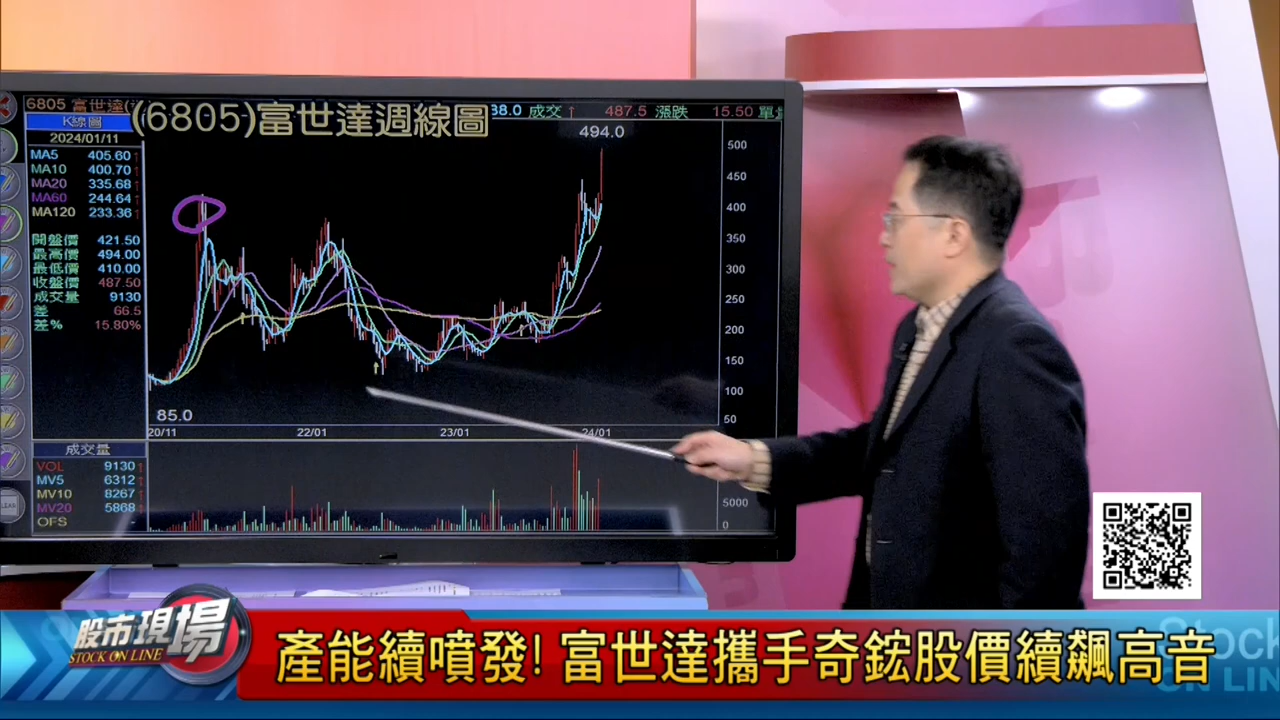 6805 富世達
(6805)富世達週線圖
38.0 成交↑ 487.5 漲跌 15.50 單量
K線圖
2024/01/11
MA5 405.60↑
MA10 400.70↑
MA20 335.68↑
MA60 244.64↑
MA120 233.36↑
開盤價 421.50
最高價 494.00
最低價 410.00
收盤價 487.50
成交量 9130
差 66.5
差% 15.80%
494.0
500
450
400
350
300
250
200
150
100
50
85.0
20/11 22/01 23/01 24/01
成交量
VOL 9130↑
MV5 6312↑
MV10 8267↑
MV20 5868↑
OFS -
5000
0
股市現場
STOCK ON LINE
產能續噴發! 富世達攜手奇鋐股價續飆高音
Stock
ON LIN